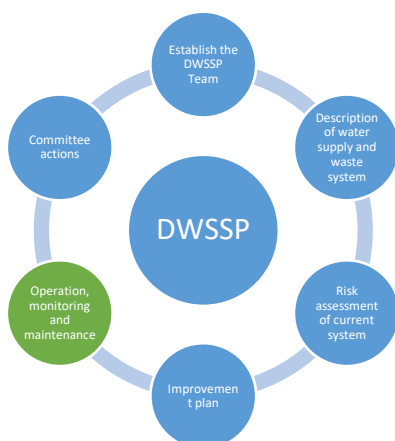 Establish the
DWSSP
Team
Description
of water
supply and
waste
system
Risk
assessment
of current
system
Improvemen
t plan
Operation,
monitoring
and
maintenance
Committee
actions
DWSSP